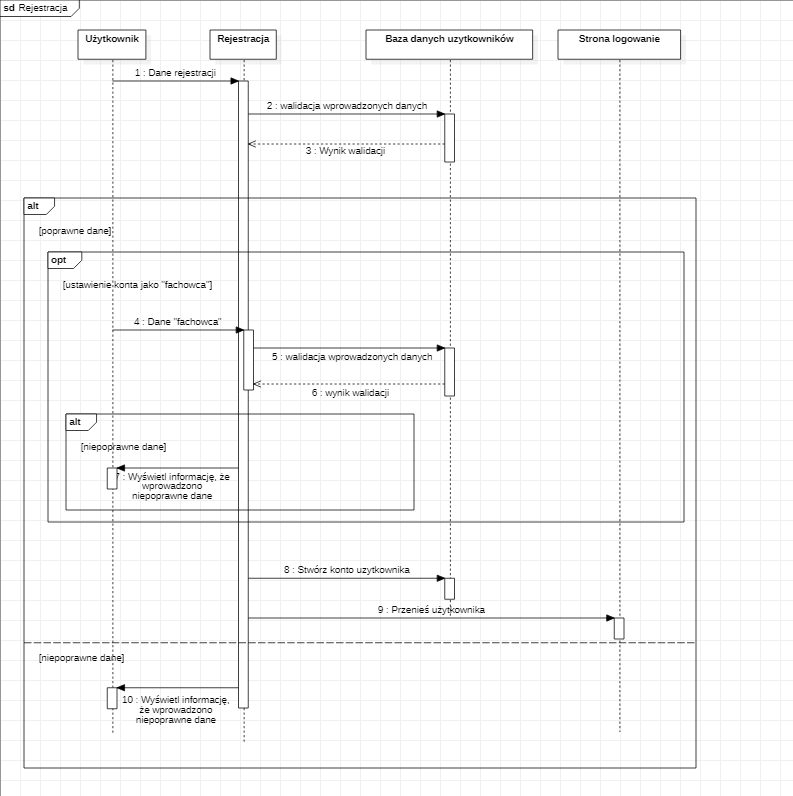 sd Rejestracja
Użytkownik
Rejestracja
Baza danych uzytkowników
Strona logowanie
1 : Dane rejestracji
2 : walidacja wprowadzonych danych
3 : Wynik walidacji
alt
[poprawne dane]
opt
[ustawienie konta jako "fachowca"]
4 : Dane "fachowca"
5 : walidacja wprowadzonych danych
6 : wynik walidacji
alt
[niepoprawne dane]
7 : Wyświetl informację, że
wprowadzono
niepoprawne dane
8 : Stwórz konto uzytkownika
9 : Przenieś użytkownika
[niepoprawne dane]
10 : Wyświetl informację,
że wprowadzono
niepoprawne dane